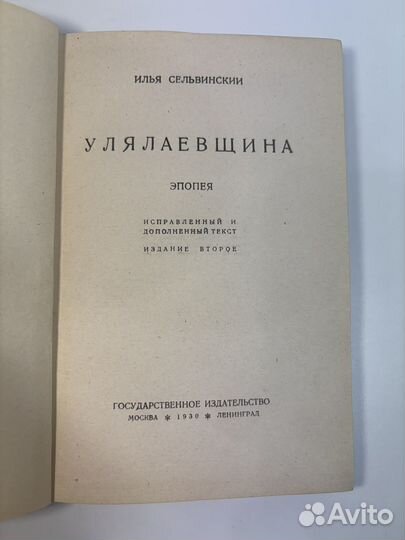 ИЛЬЯ СЕЛЬВИНСКИЙ
УЛЯЛАЕВЩИНА
ЭПОПЕЯ
ИСПРАВЛЕННЫЙ И
ДОПОЛНЕННЫЙ ТЕКСТ
ИЗДАНИЕ ВТОРОЕ
ГОСУДАРСТВЕННОЕ ИЗДАТЕЛЬСТВО
МОСКВА * 1930 * ЛЕНИНГРАД
Avito